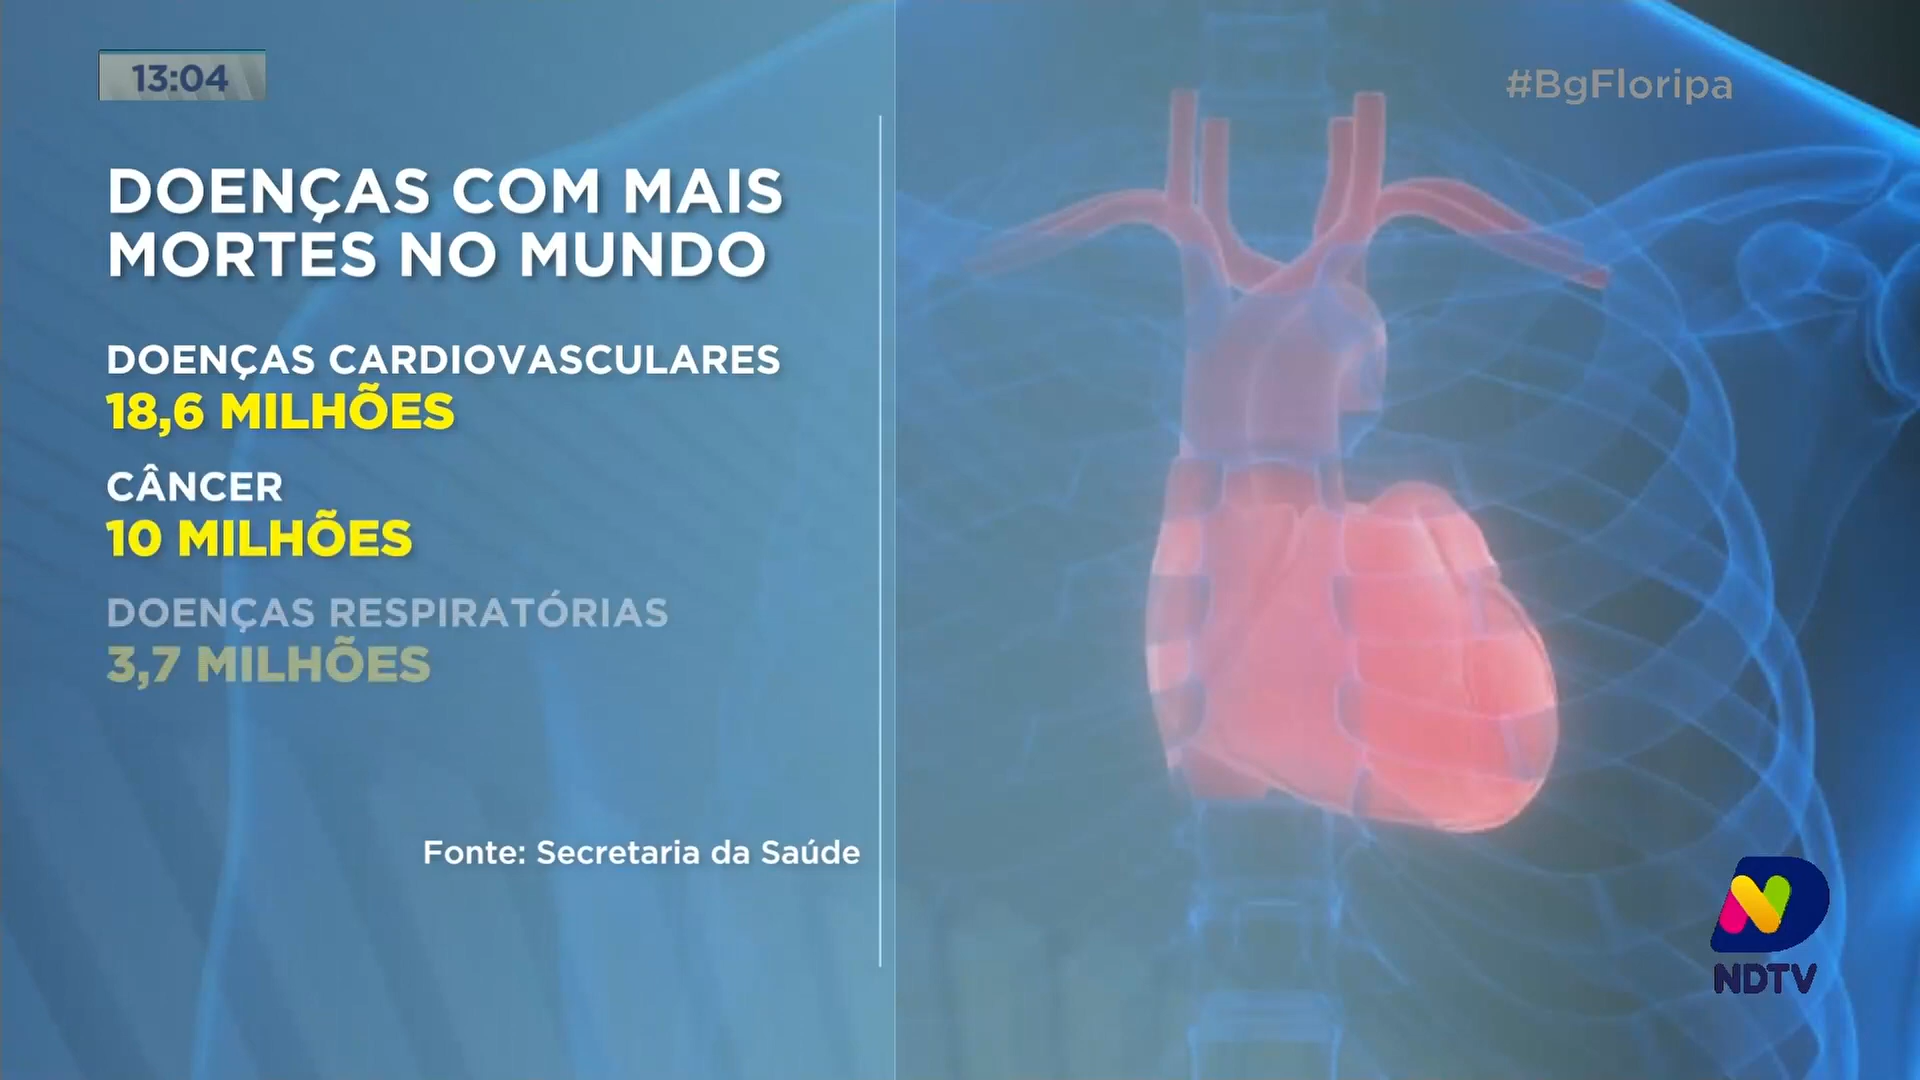 13:04
#BgFloripa
DOENÇAS COM MAIS
MORTES NO MUNDO
DOENÇAS CARDIOVASCULARES
18,6 MILHÕES
CÂNCER
10 MILHÕES
DOENÇAS RESPIRATÓRIAS
3,7 MILHÕES
Fonte: Secretaria da Saúde
NDTV